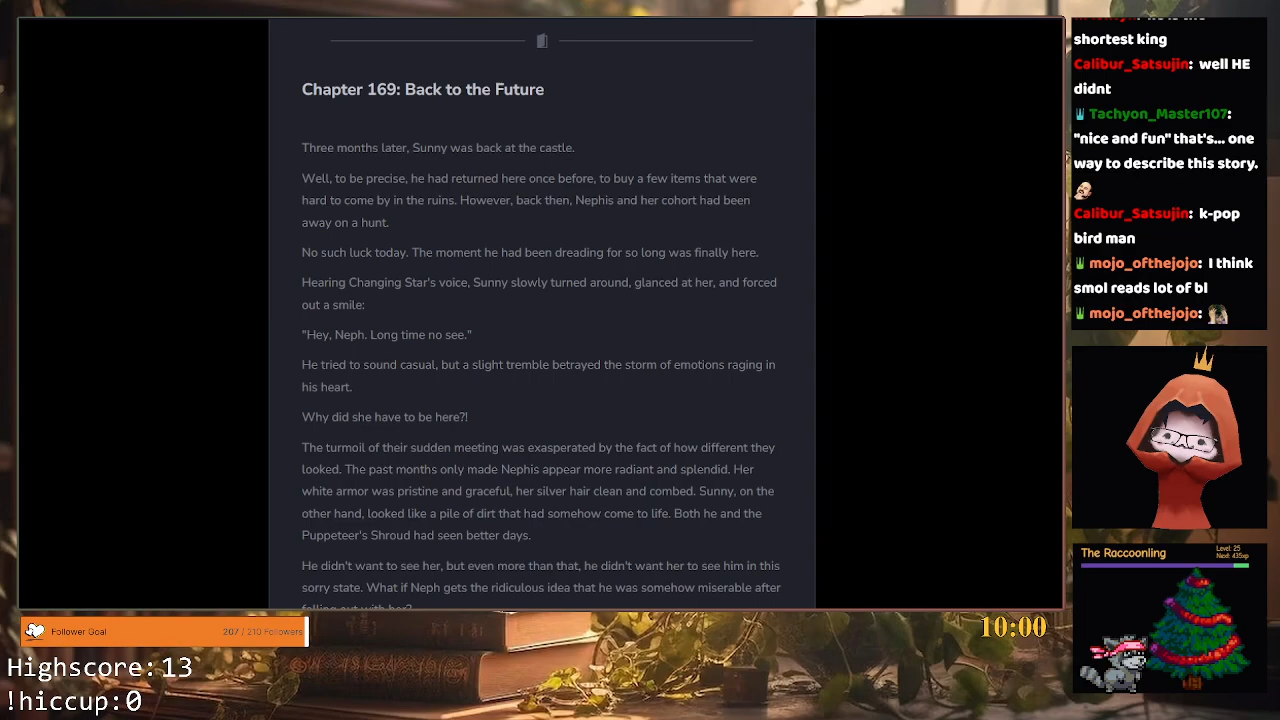 Chapter 169: Back to the Future
Three months later, Sunny was back at the castle.
Well, to be precise, he had returned here once before, to buy a few items that were
hard to come by in the ruins. However, back then, Nephis and her cohort had been
away on a hunt.
No such luck today. The moment he had been dreading for so long was finally here.
Hearing Changing Star's voice, Sunny slowly turned around, glanced at her, and forced
out a smile:
"Hey, Neph. Long time no see."
He tried to sound casual, but a slight tremble betrayed the storm of emotions raging in
his heart.
Why did she have to be here?!
The turmoil of their sudden meeting was exasperated by the fact of how different they
looked. The past months only made Nephis appear more radiant and splendid. Her
white armor was pristine and graceful, her silver hair clean and combed. Sunny, on the
other hand, looked like a pile of dirt that had somehow come to life. Both he and the
Puppeteer's Shroud had seen better days.
He didn't want to see her, but even more than that, he didn't want her to see him in this
sorry state. What if Neph gets the ridiculous idea that he was somehow miserable after
falling out with her?
shortest king
Calibur_Satsujin: well HE
didnt
Tachyon_Master107:
"nice and fun" that's... one
way to describe this story.
Calibur_Satsujin: k-pop
bird man
mojo_ofthejojo: I think
smol reads lot of bl
mojo_ofthejojo:
The Raccoonling
Level: 25
Next: 435xp
Follower Goal
207 / 210 Followers
10:00
Highscore:13
!hiccup:0